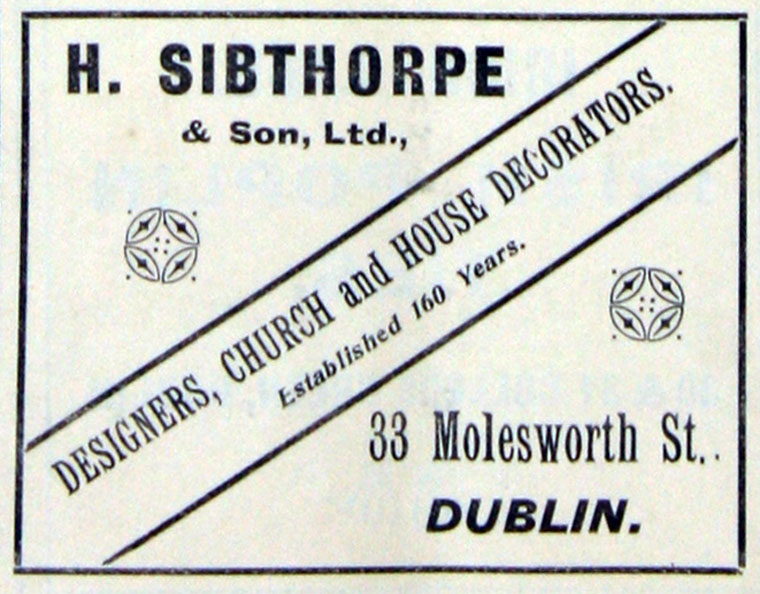 H. SIBTHORPE
& Son, Ltd.,
DESIGNERS, CHURCH and HOUSE DECORATORS.
Established 160 Years.
33 Molesworth St..
DUBLIN.